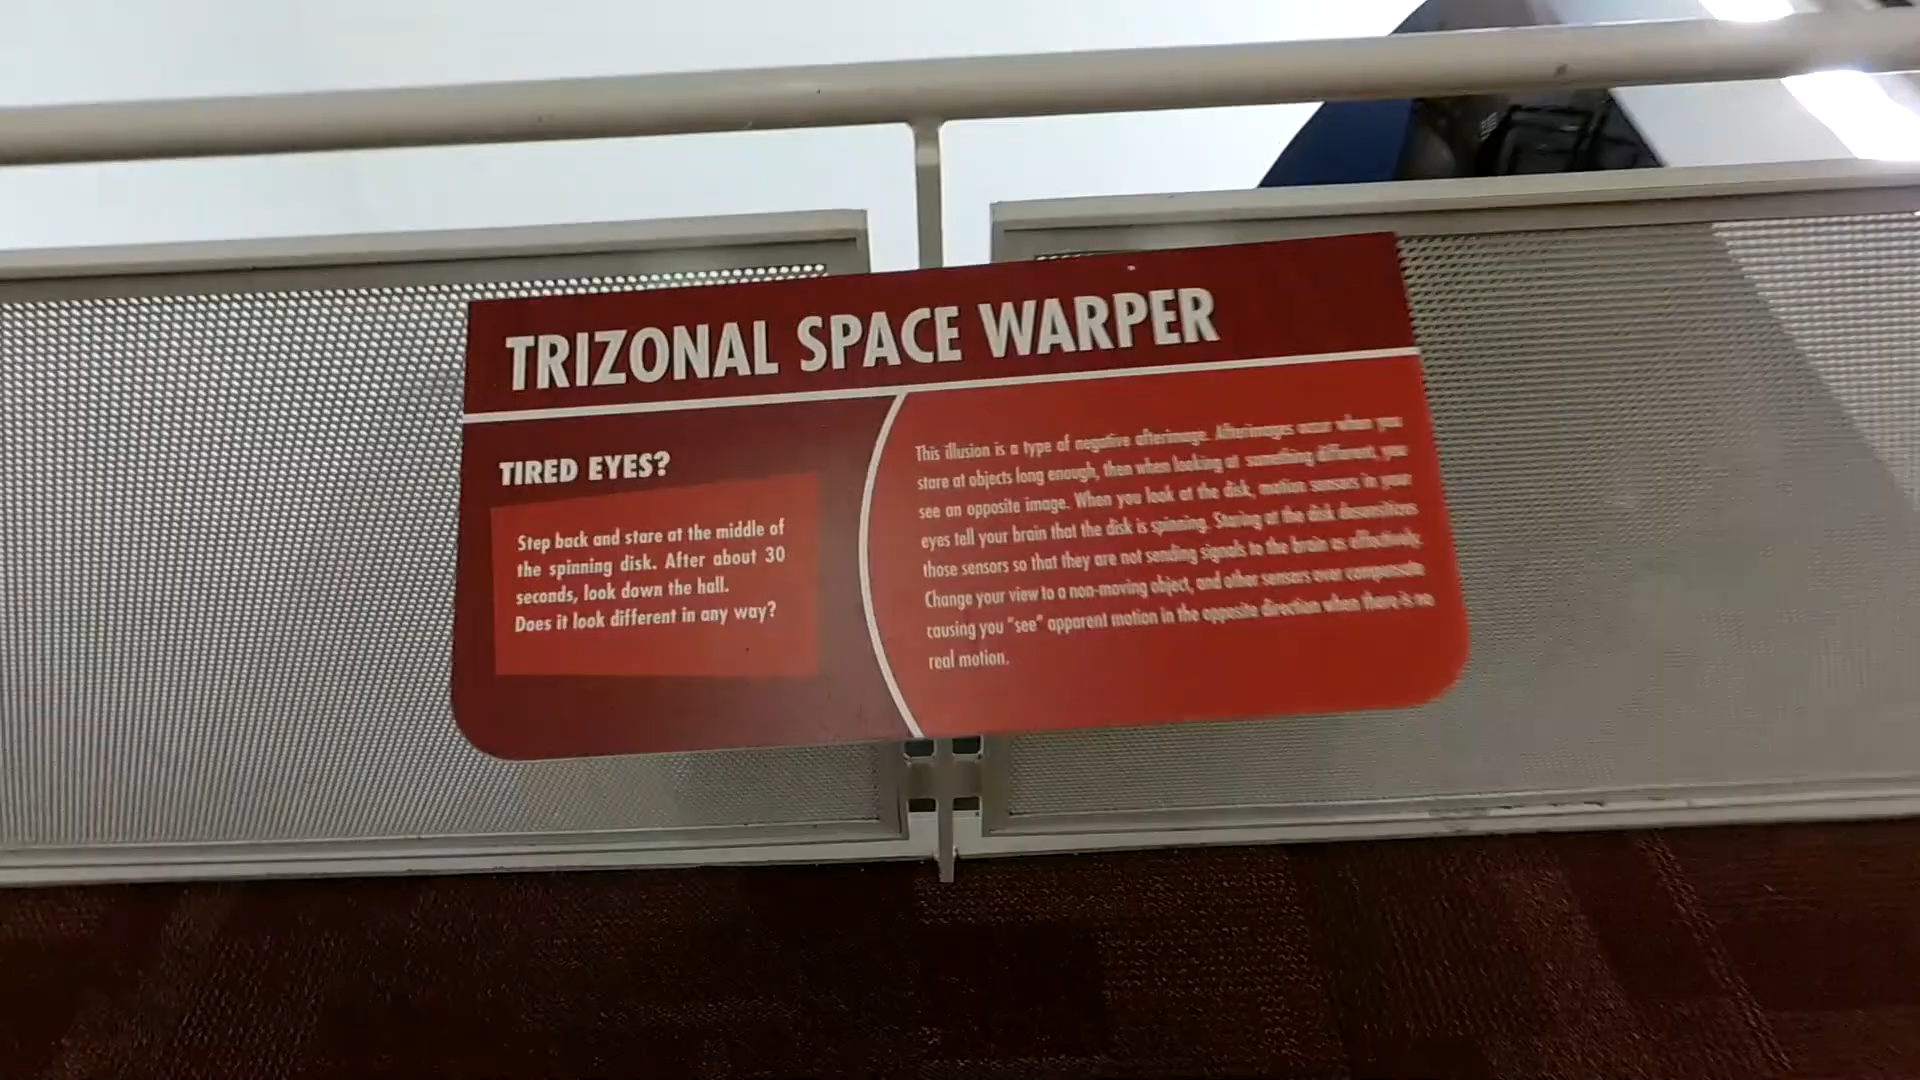 TRIZONAL SPACE WARPER
TIRED EYES?
Step back and stare at the middle of
the spinning disk. After about 30
seconds, look down the hall.
Does it look different in any way?
This illusion is a type of negative afterimage. Afterimages occur when you
stare at objects long enough, then when looking at something different, you
see an opposite image. When you look at the disk, motion sensors in your
eyes tell your brain that the disk is spinning. Staring at the disk desensitizes
those sensors so that they are not sending signals to the brain as effectively.
Change your view to a non-moving object, and other sensors over compensate
causing you "see" apparent motion in the opposite direction when there is no
real motion.